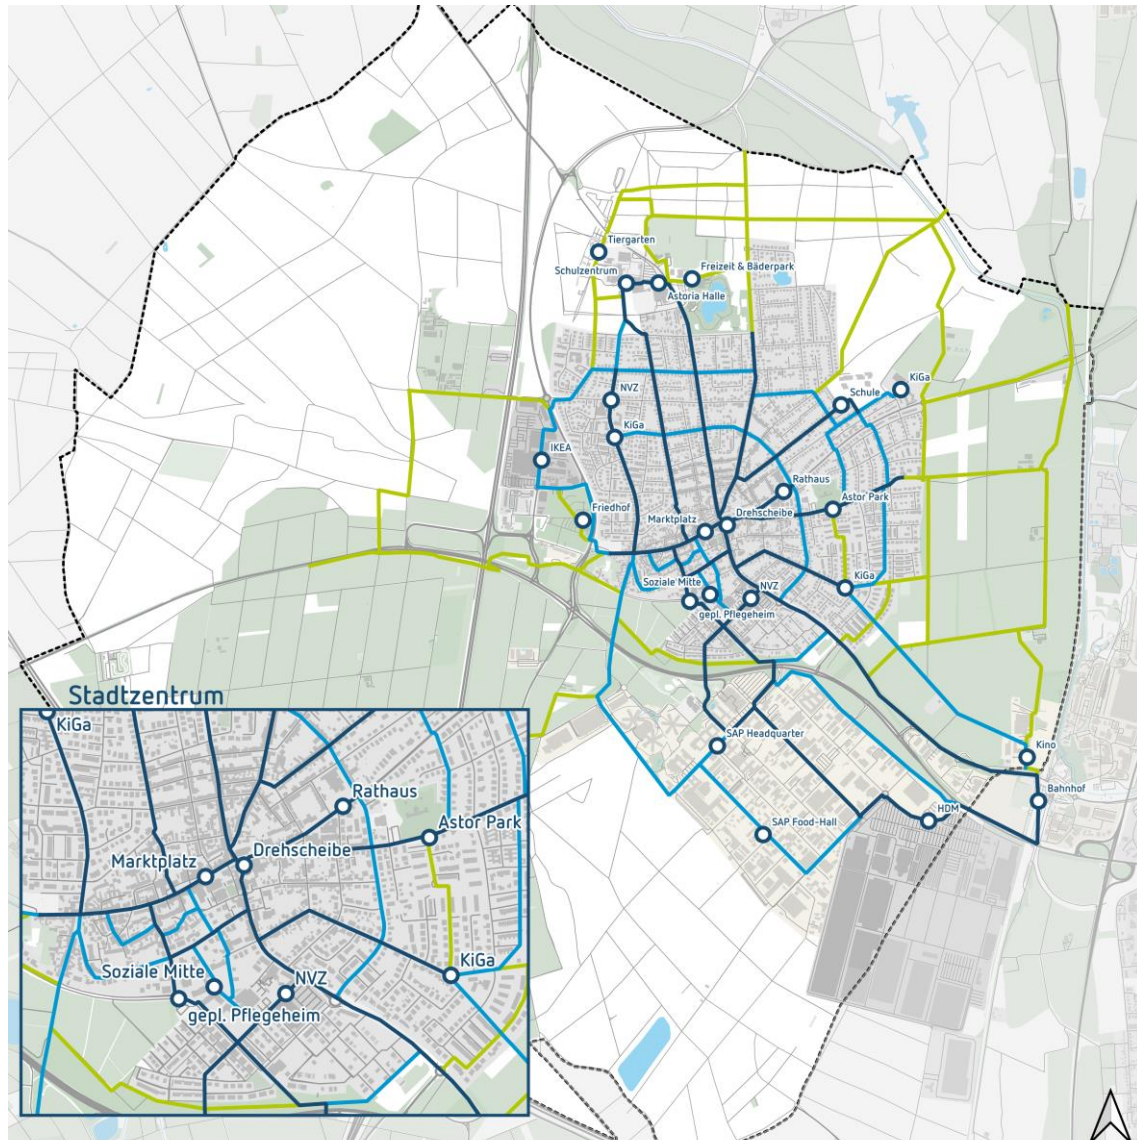 Tiergarten
Schulzentrum
Freizeit & Bäderpark
Astoria Halle
KiGa
NVZ
Schule
KiGa
IKEA
Rathaus
Astor Park
Friedhof
Marktplatz
Drehscheibe
Soziale Mitte
NVZ
KiGa
gepl. Pflegeheim
SAP Headquarter
Kino
Bahnhof
HDM
SAP Food-Hall
Stadtzentrum
KiGa
Rathaus
Astor Park
Drehscheibe
Marktplatz
Soziale Mitte
NVZ
KiGa
gepl. Pflegeheim